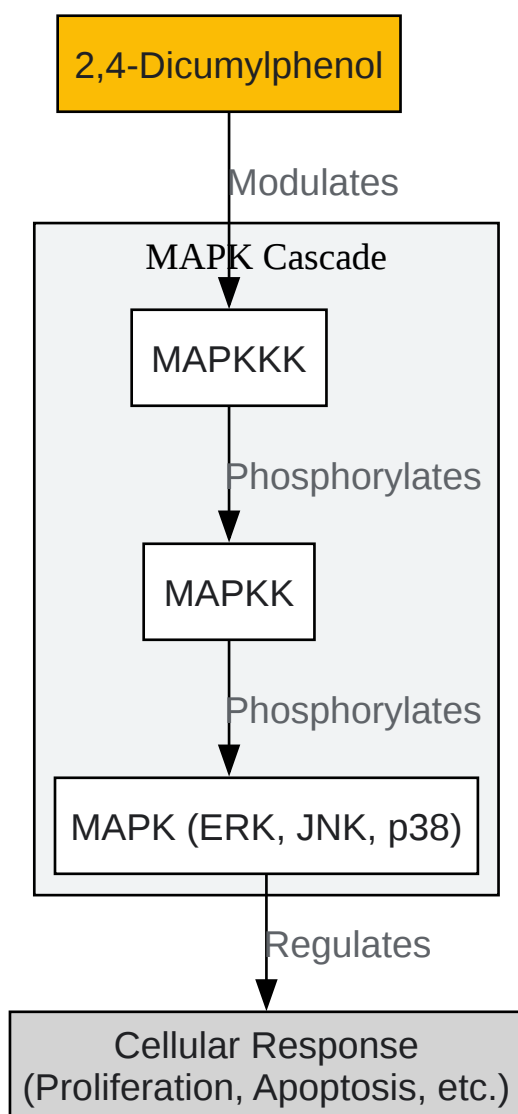 2,4-Dicumylphenol
Modulates
MAPK Cascade
MAPKKK
Phosphorylates
MAPKK
Phosphorylates
MAPK (ERK, JNK, p38)
Regulates
Cellular Response
(Proliferation, Apoptosis, etc.)